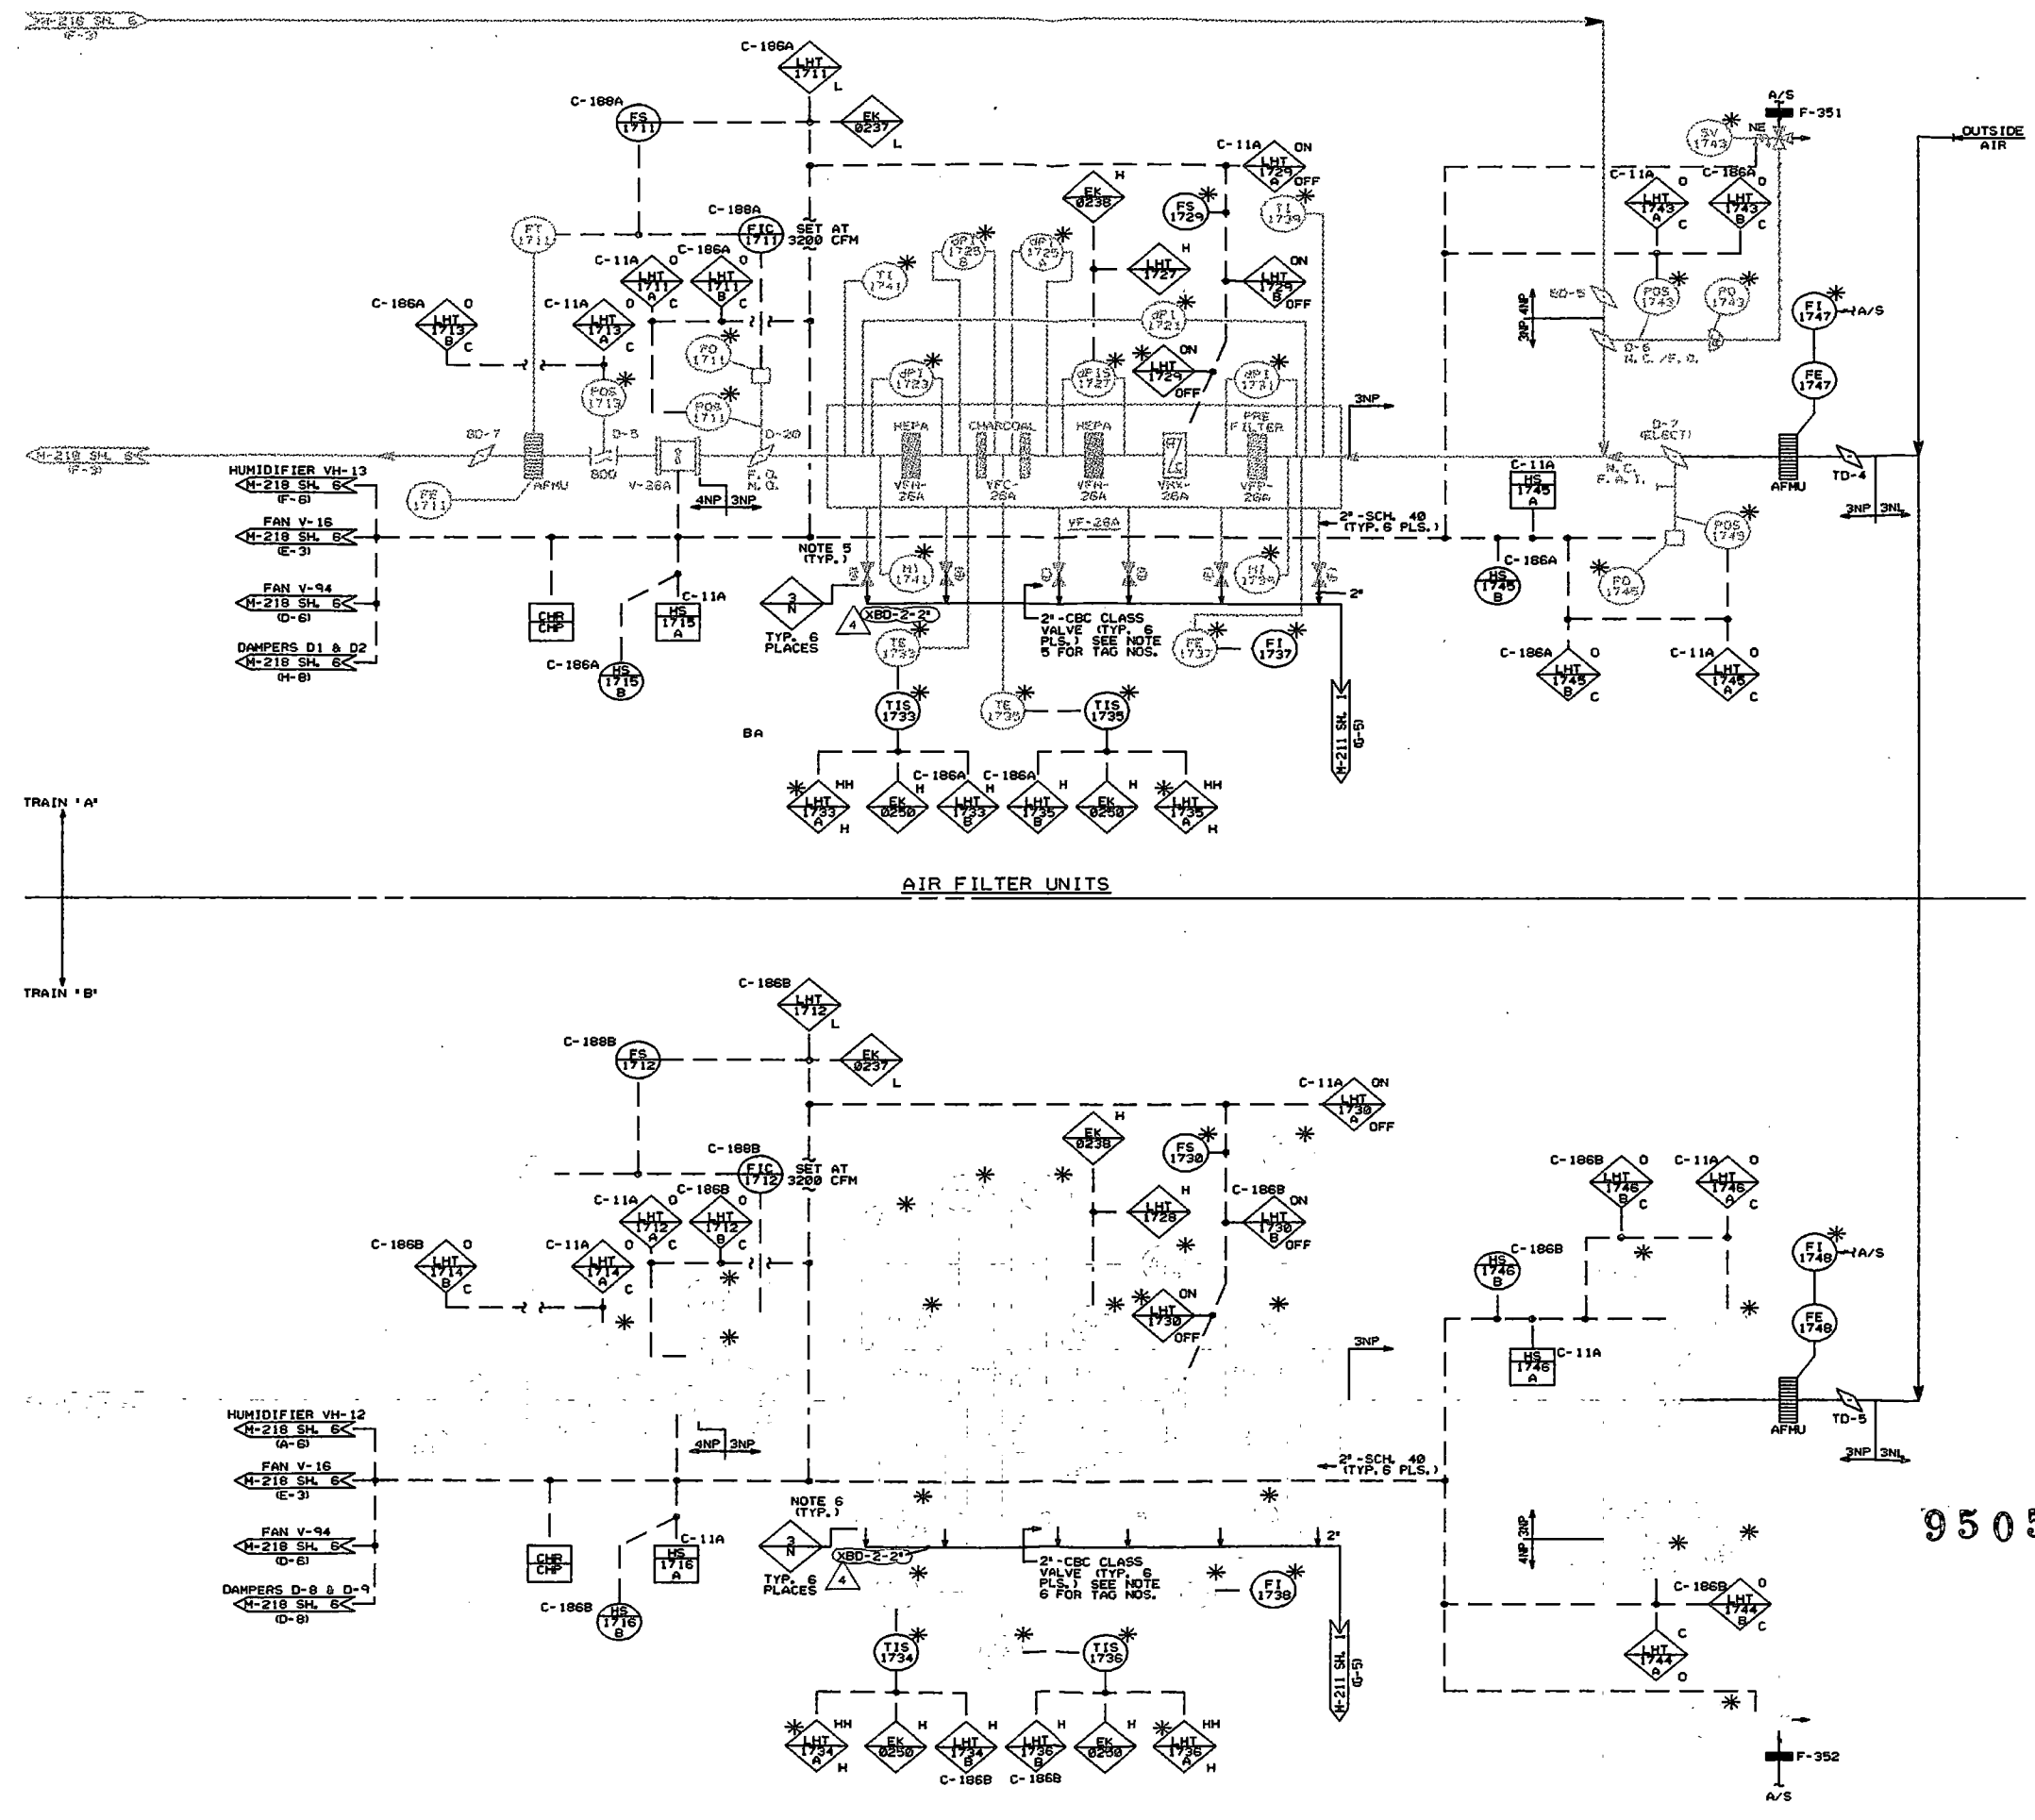 M-218 SH. 6
(F-3)
C-186A
LHT
1711
L
C-188A
FS
1711
EK
0237
L
A/S
F-351
SV
1743
NE
OUTSIDE
AIR
C-11A
LHT
1729
A
ON
OFF
EK
0238
H
FS
1729
TI
1739
C-11A
LHT
1743
A
O
C
C-186A
LHT
1743
B
O
C
FT
1711
C-188A
FIC
1711
SET AT
3200 CFM
C-11A
LHT
1711
A
O
C
C-186A
LHT
1711
B
O
C
TI
1741
dPI
1725
B
dPI
1725
A
LHT
1727
H
LHT
1729
B
ON
OFF
C-186A
LHT
1713
B
O
C
C-11A
LHT
1713
A
O
C
dPI
1721
BD-5
POS
1743
PO
1743
FI
1747
A/S
3NP 4NP
D-6
N.C./F.O.
PO
1711
POS
1713
POS
1711
dPI
1723
dPIS
1727
LHT
1729
ON
OFF
dPI
1731
FE
1747
3NP
M-218 SH. 6
(F-3)
BD-7
AFMU
D-5
800
V-26A
D-20
F.O.
N.O.
HEPA
CHARCOAL
HEPA
PRE
FILTER
VFH-
26A
VFC-
26A
VFH-
26A
VHX-
26A
VFP-
26A
VF-26A
D-7
(ELECT)
N.C.
F.A.I.
AFMU
TD-4
3NP 3NL
FE
1711
4NP 3NP
HUMIDIFIER VH-13
M-218 SH. 6
(F-6)
FAN V-16
M-218 SH. 6
(E-3)
FAN V-94
M-218 SH. 6
(D-6)
DAMPERS D1 & D2
M-218 SH. 6
(H-8)
C-11A
HS
1745
A
2"-SCH. 40
(TYP. 6 PLS.)
NOTE 5
(TYP.)
MI
1741
MI
1739
C-186A
HS
1745
B
PO
1745
POS
1745
CHR
CMP
C-11A
HS
1715
A
C-186A
HS
1715
B
3
N
TYP. 6
PLACES
4
XBD-2-2"
2"
2"-CBC CLASS
VALVE (TYP. 6
PLS.) SEE NOTE
5 FOR TAG NOS.
TE
1733
FE
1737
FI
1737
C-186A
LHT
1745
B
O
C
C-11A
LHT
1745
A
O
C
TIS
1733
TE
1735
TIS
1735
M-211 SH. 1
(G-5)
BA
LHT
1733
A
HH
H
EK
0250
H
C-186A
LHT
1733
B
H
C-186A
LHT
1735
B
H
EK
0250
H
LHT
1735
A
HH
H
TRAIN 'A'
AIR FILTER UNITS
TRAIN 'B'
C-186B
LHT
1712
L
C-188B
FS
1712
EK
0237
L
C-11A
LHT
1730
A
ON
OFF
EK
0238
H
FS
1730
C-188B
FIC
1712
SET AT
3200 CFM
C-11A
LHT
1712
A
O
C
C-186B
LHT
1712
B
O
C
LHT
1728
H
C-186B
LHT
1730
B
ON
OFF
C-186B
LHT
1746
B
O
C
C-11A
LHT
1746
A
O
C
C-186B
LHT
1714
B
O
C
C-11A
LHT
1714
A
O
C
LHT
1730
ON
OFF
C-186B
HS
1746
B
FI
1748
A/S
FE
1748
3NP
HS
1746
A
C-11A
AFMU
TD-5
3NP 3NL
HUMIDIFIER VH-12
M-218 SH. 6
(A-6)
FAN V-16
M-218 SH. 6
(E-3)
FAN V-94
M-218 SH. 6
(D-6)
DAMPERS D-8 & D-9
M-218 SH. 6
(D-8)
4NP 3NP
2"-SCH. 40
(TYP. 6 PLS.)
NOTE 6
(TYP.)
CHR
CMP
C-11A
HS
1716
A
C-186B
HS
1716
B
3
N
TYP. 6
PLACES
4
XBD-2-2"
2"
2"-CBC CLASS
VALVE (TYP. 6
PLS.) SEE NOTE
6 FOR TAG NOS.
FI
1738
4NP 3NP
9505
C-186B
LHT
1744
B
O
C
LHT
1744
A
C
O
TIS
1734
TIS
1736
M-211 SH. 1
(G-5)
LHT
1734
A
HH
H
EK
0250
H
LHT
1734
B
H
C-186B
LHT
1736
B
H
C-186B
EK
0250
H
LHT
1736
A
HH
H
F-352
A/S